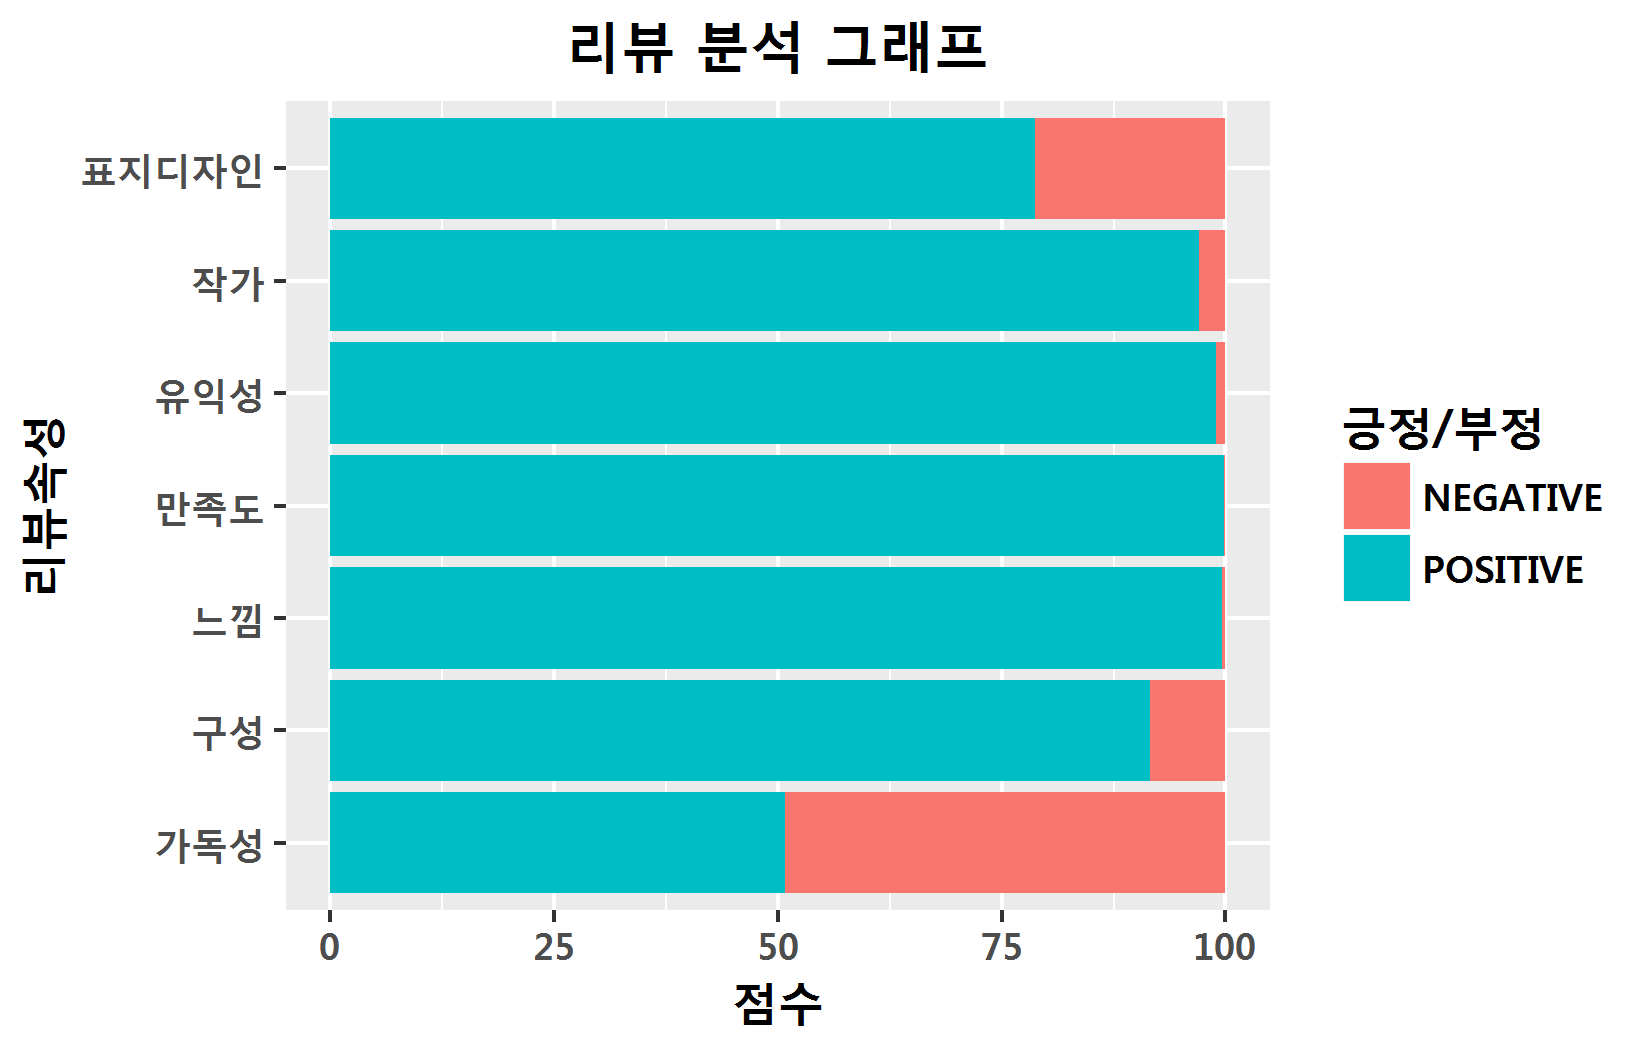 리뷰 분석 그래프
리뷰속성
표지디자인
작가
유익성
만족도
느낌
구성
가독성
0 25 50 75 100
점수
긍정/부정
NEGATIVE
POSITIVE